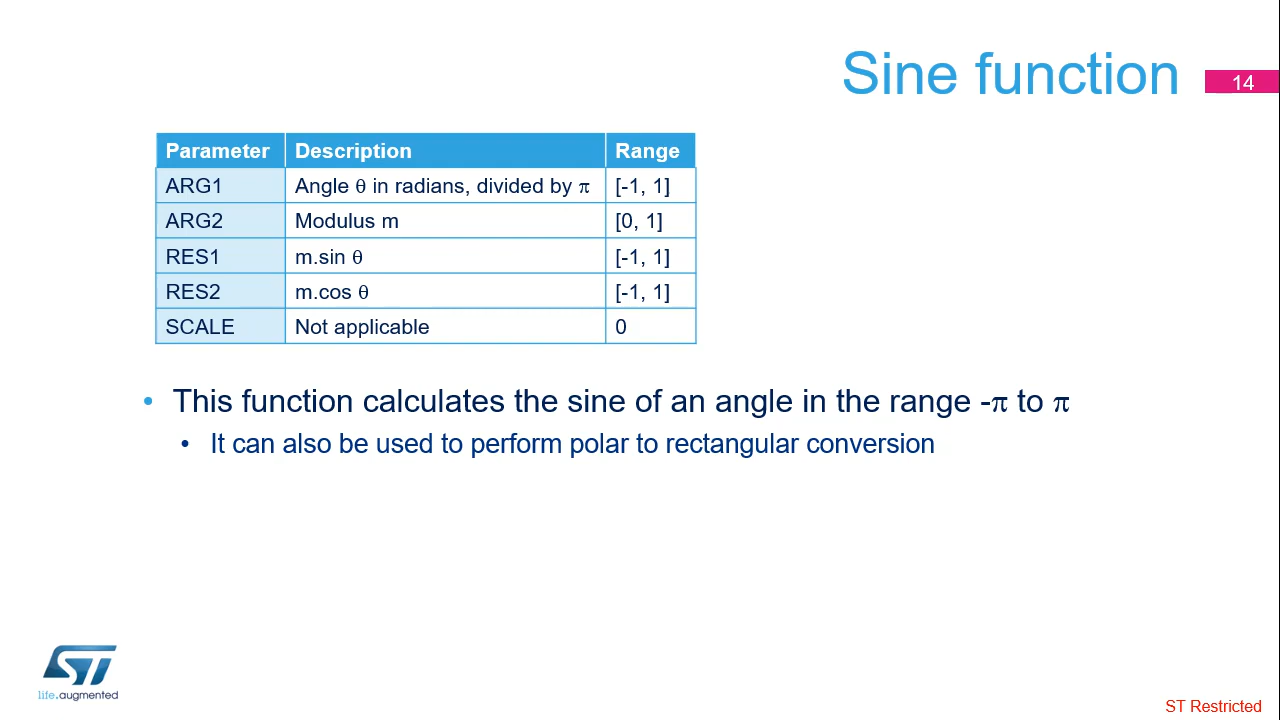 Sine function
14
Parameter Description Range
ARG1 Angle θ in radians, divided by π [-1, 1]
ARG2 Modulus m [0, 1]
RES1 m.sin θ [-1, 1]
RES2 m.cos θ [-1, 1]
SCALE Not applicable 0
• This function calculates the sine of an angle in the range -π to π
• It can also be used to perform polar to rectangular conversion
ST
life.augmented
ST Restricted